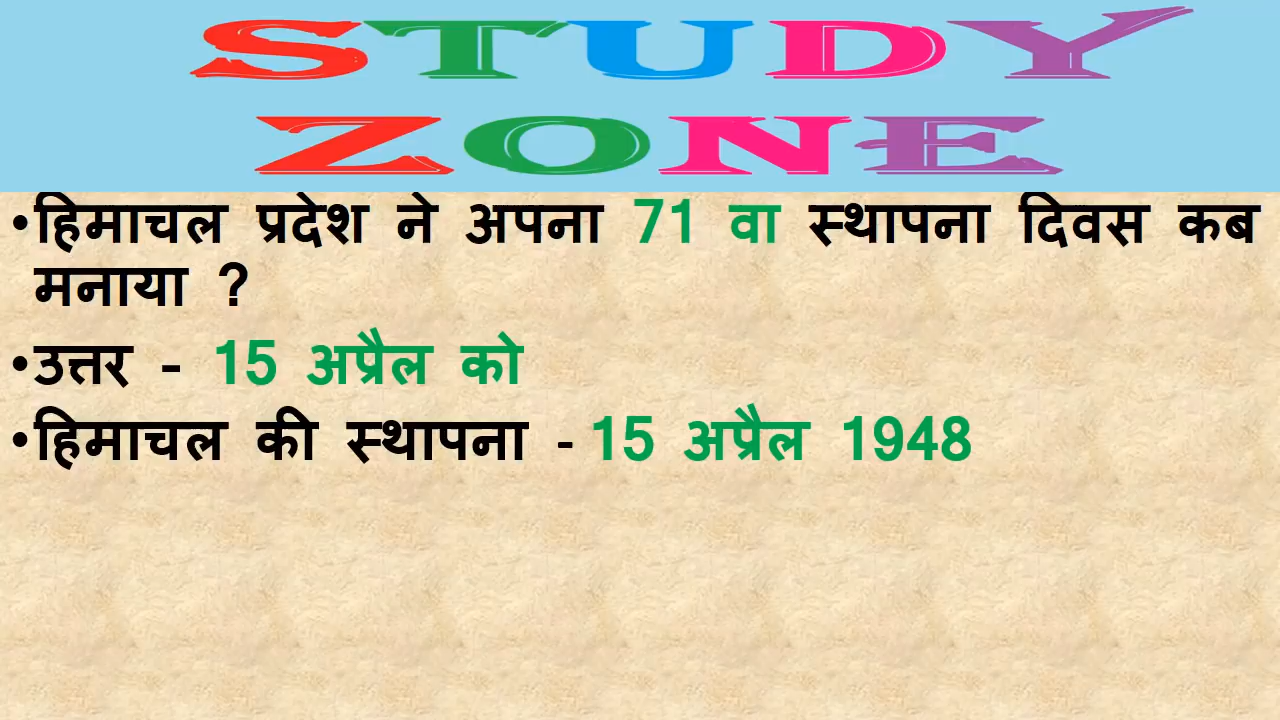 STUDY
ZONE
•हिमाचल प्रदेश ने अपना 71 वा स्थापना दिवस कब
मनाया ?
•उत्तर - 15 अप्रैल को
•हिमाचल की स्थापना - 15 अप्रैल 1948